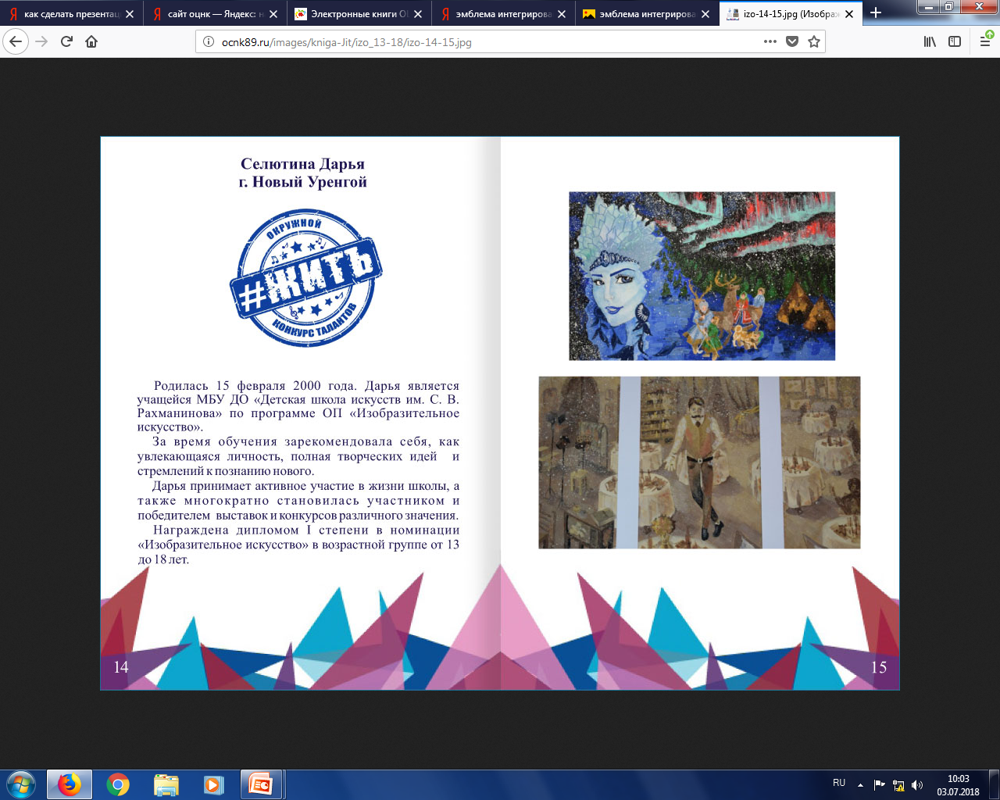 как сделать презентац
сайт оцнк — Яндекс: н
Электронные книги О
эмблема интегрирова
эмблема интегрирова
izo-14-15.jpg (Изображ
ocnk89.ru/images/kniga-Jit/izo_13-18/izo-14-15.jpg
Селютина Дарья
г. Новый Уренгой
ОКРУЖНОЙ
#ЖИТЬ
КОНКУРС ТАЛАНТОВ
Родилась 15 февраля 2000 года. Дарья является
учащейся МБУ ДО «Детская школа искусств им. С. В.
Рахманинова» по программе ОП «Изобразительное
искусство».
За время обучения зарекомендовала себя, как
увлекающаяся личность, полная творческих идей и
стремлений к познанию нового.
Дарья принимает активное участие в жизни школы, а
также многократно становилась участником и
победителем выставок и конкурсов различного значения.
Награждена дипломом I степени в номинации
«Изобразительное искусство» в возрастной группе от 13
до 18 лет.
14
15
RU
10:03
03.07.2018